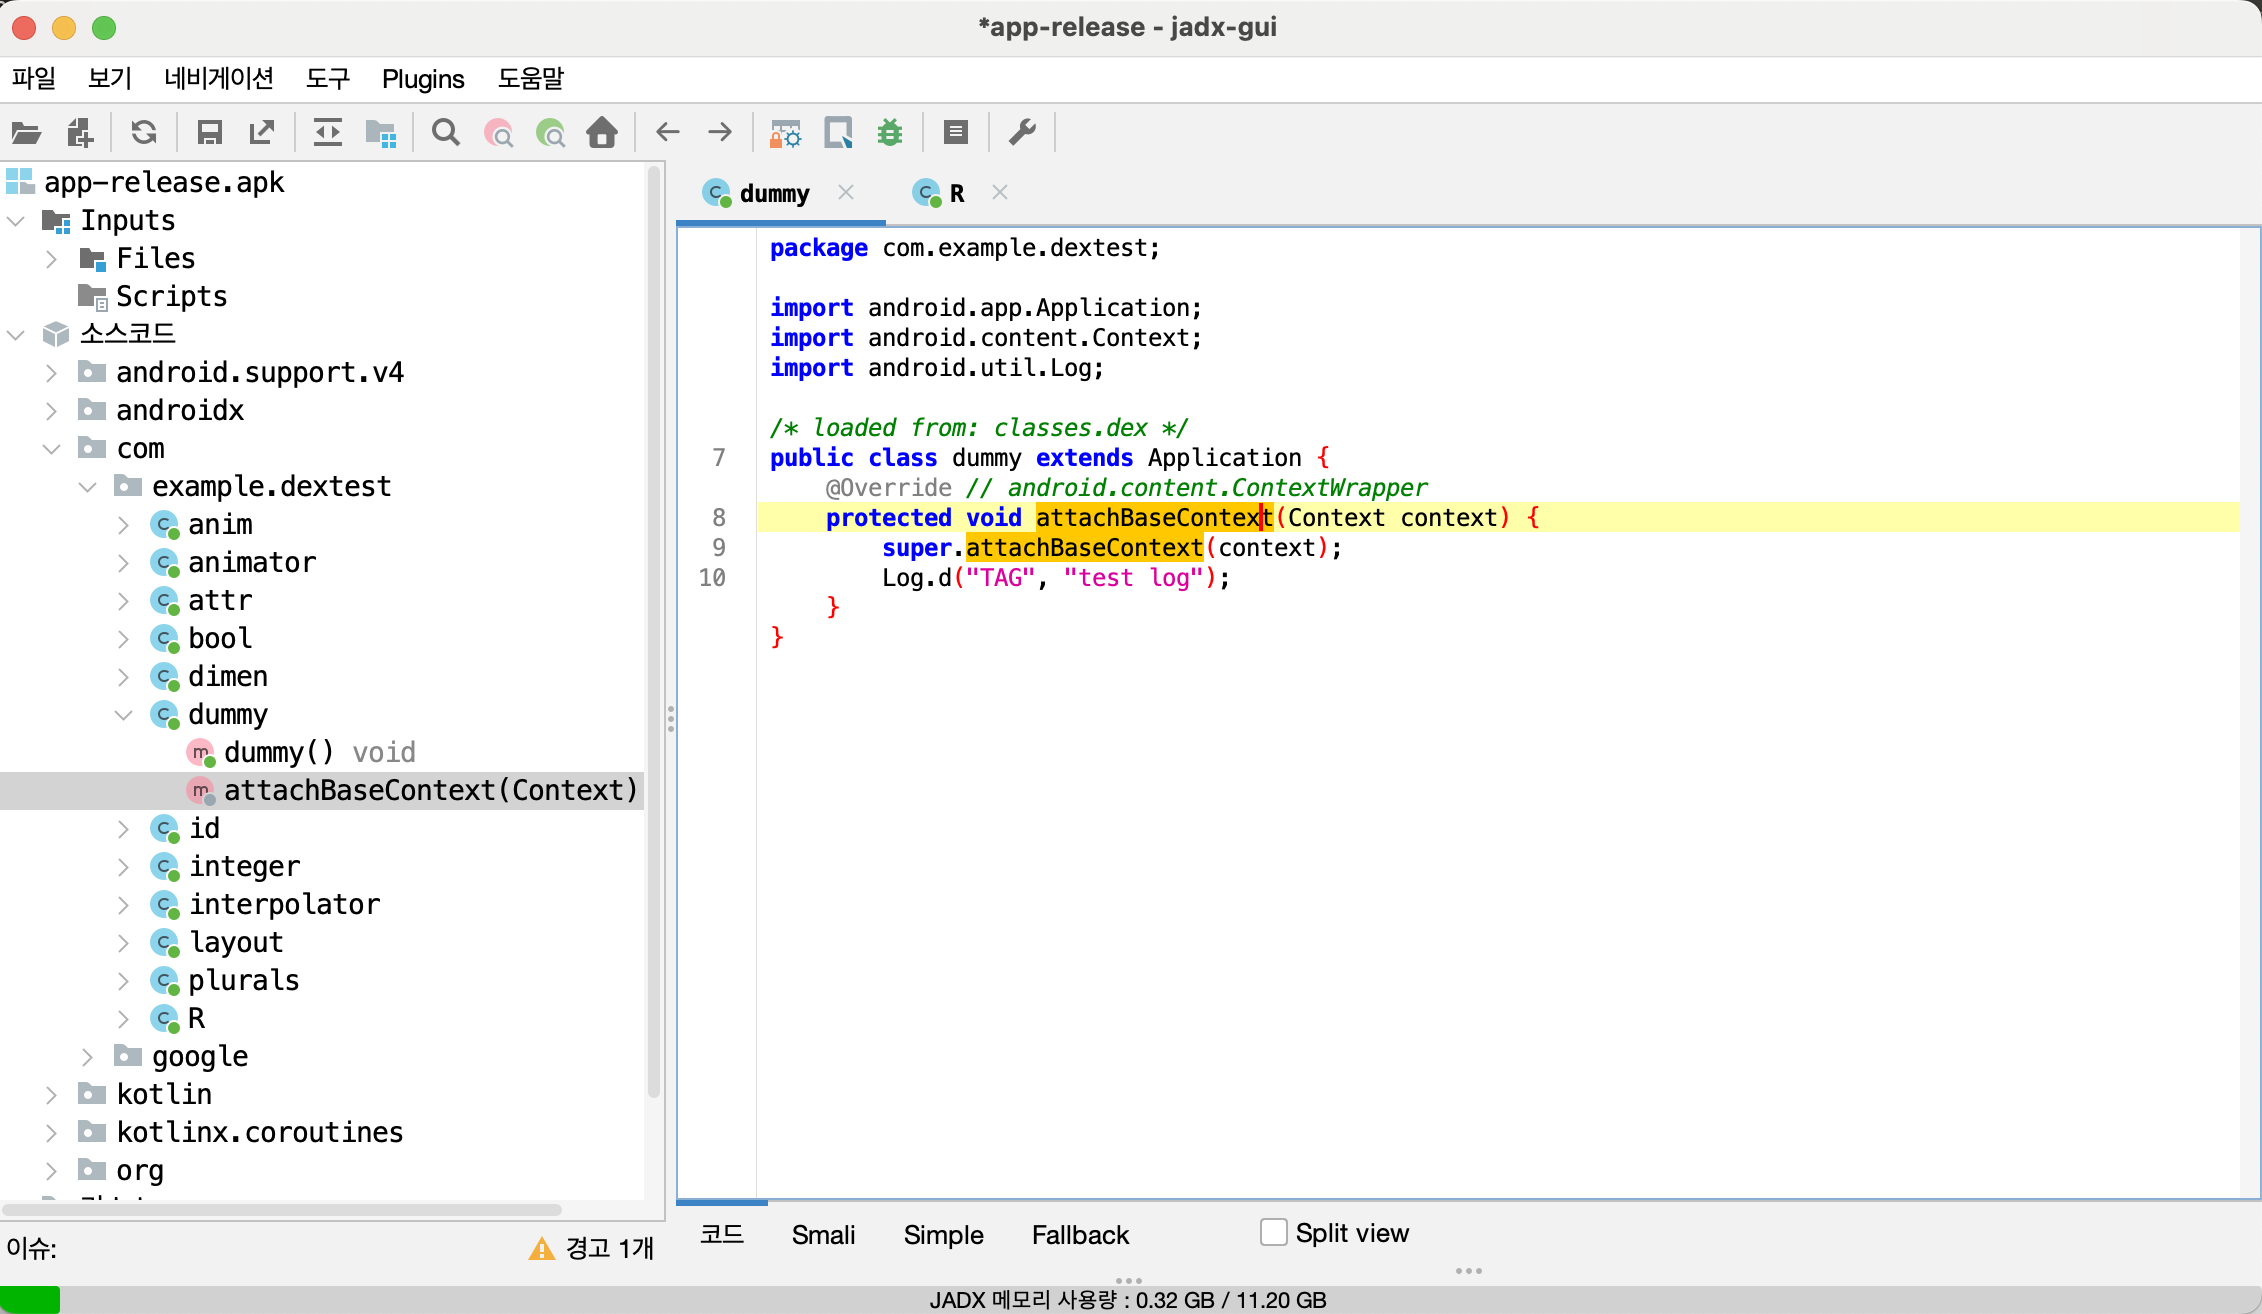 *app-release - jadx-gui
파일 보기 네비게이션 도구 Plugins 도움말
app-release.apk
Inputs
Files
Scripts
소스코드
android.support.v4
androidx
com
example.dextest
anim
animator
attr
bool
dimen
dummy
dummy() void
attachBaseContext(Context)
id
integer
interpolator
layout
plurals
R
google
kotlin
kotlinx.coroutines
org
이슈: 경고 1개
dummy R
package com.example.dextest;
import android.app.Application;
import android.content.Context;
import android.util.Log;
/* loaded from: classes.dex */
7 public class dummy extends Application {
@Override // android.content.ContextWrapper
8 protected void attachBaseContext(Context context) {
9 super.attachBaseContext(context);
10 Log.d("TAG", "test log");
}
}
코드 Smali Simple Fallback Split view
JADX 메모리 사용량 : 0.32 GB / 11.20 GB